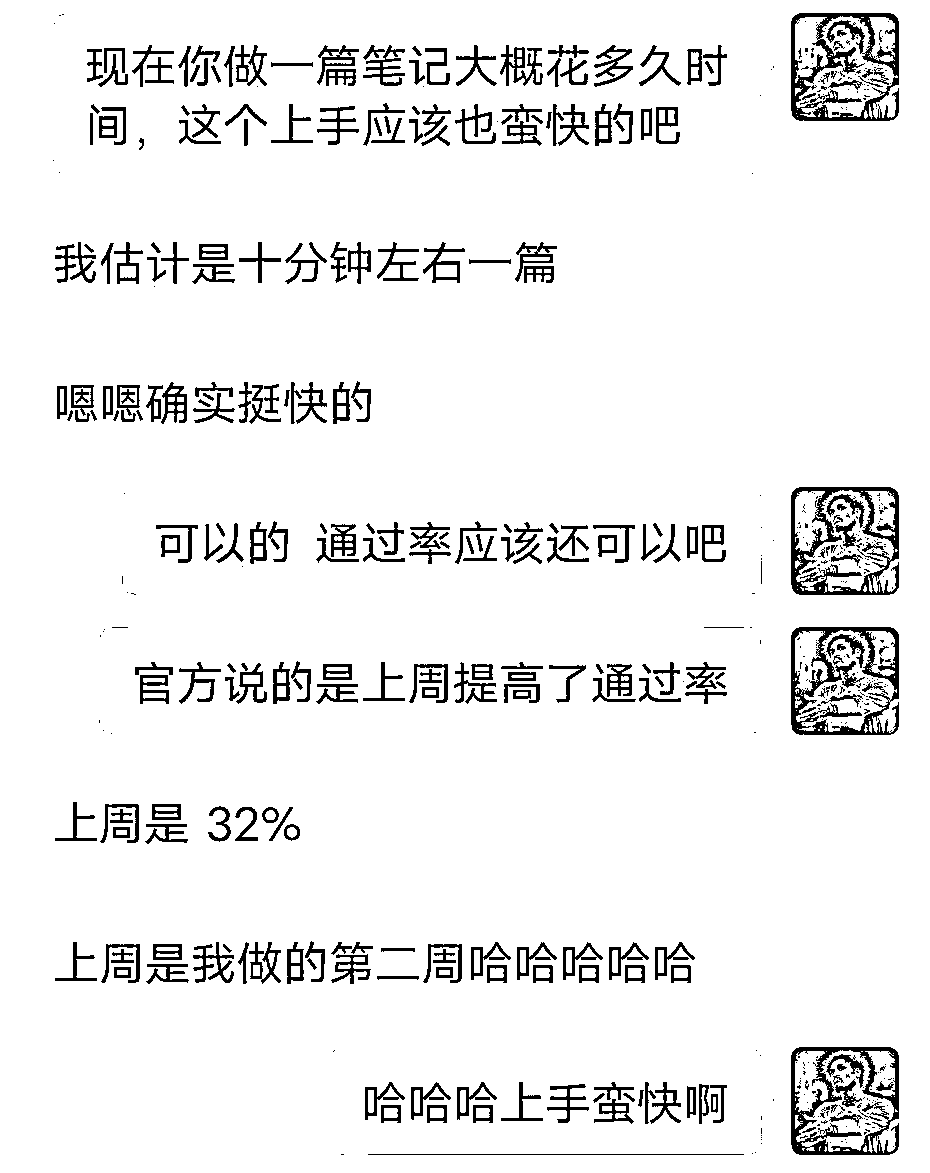 现在你做一篇笔记大概花多久时
间，这个上手应该也蛮快的吧
我估计是十分钟左右一篇
嗯嗯确实挺快的
可以的 通过率应该还可以吧
官方说的是上周提高了通过率
上周是 32%
上周是我做的第二周哈哈哈哈哈
哈哈哈上手蛮快啊